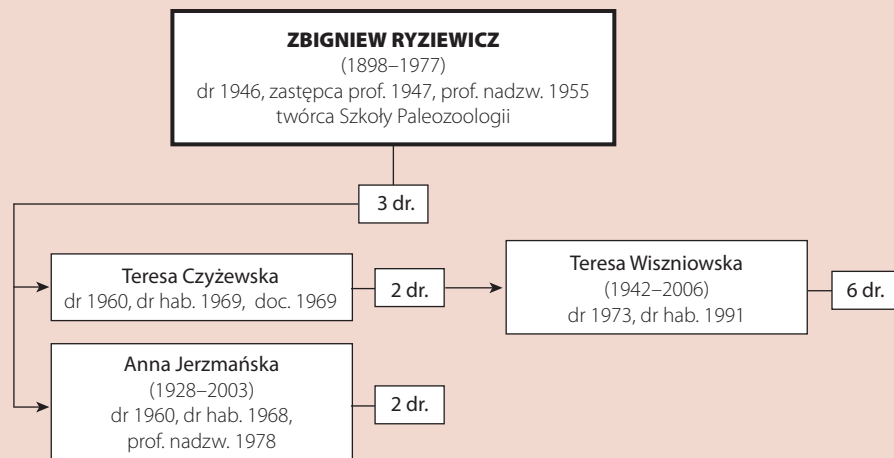 ZBIGNIEW RYZIEWICZ
(1898–1977)
dr 1946, zastępca prof. 1947, prof. nadzw. 1955
twórca Szkoły Paleozoologii
3 dr.
Teresa Czyżewska
dr 1960, dr hab. 1969, doc. 1969
2 dr.
Teresa Wiszniowska
(1942–2006)
dr 1973, dr hab. 1991
6 dr.
Anna Jerzmańska
(1928–2003)
dr 1960, dr hab. 1968,
prof. nadzw. 1978
2 dr.